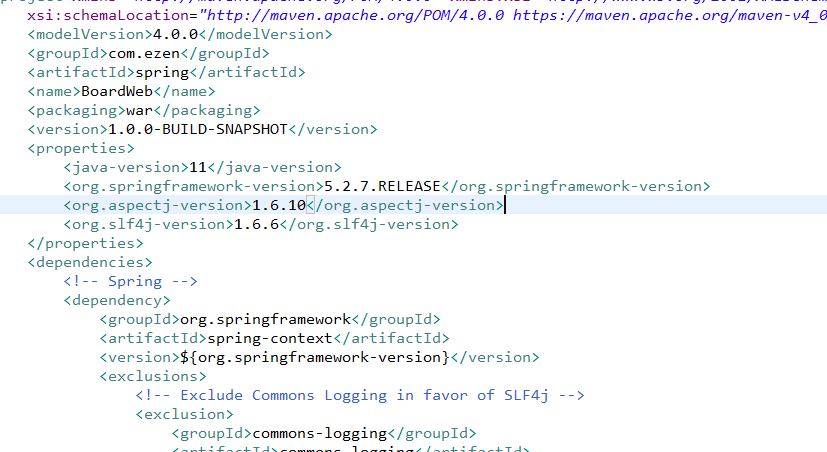 xsi:schemaLocation="http://maven.apache.org/POM/4.0.0 https://maven.apache.org/maven-v4_0
<modelVersion>4.0.0</modelVersion>
<groupId>com.ezen</groupId>
<artifactId>spring</artifactId>
<name>BoardWeb</name>
<packaging>war</packaging>
<version>1.0.0-BUILD-SNAPSHOT</version>
<properties>
<java-version>11</java-version>
<org.springframework-version>5.2.7.RELEASE</org.springframework-version>
<org.aspectj-version>1.6.10</org.aspectj-version>
<org.slf4j-version>1.6.6</org.slf4j-version>
</properties>
<dependencies>
<!-- Spring -->
<dependency>
<groupId>org.springframework</groupId>
<artifactId>spring-context</artifactId>
<version>${org.springframework-version}</version>
<exclusions>
<!-- Exclude Commons Logging in favor of SLF4j -->
<exclusion>
<groupId>commons-logging</groupId>
<artifactId>commons-logging</artifactId>